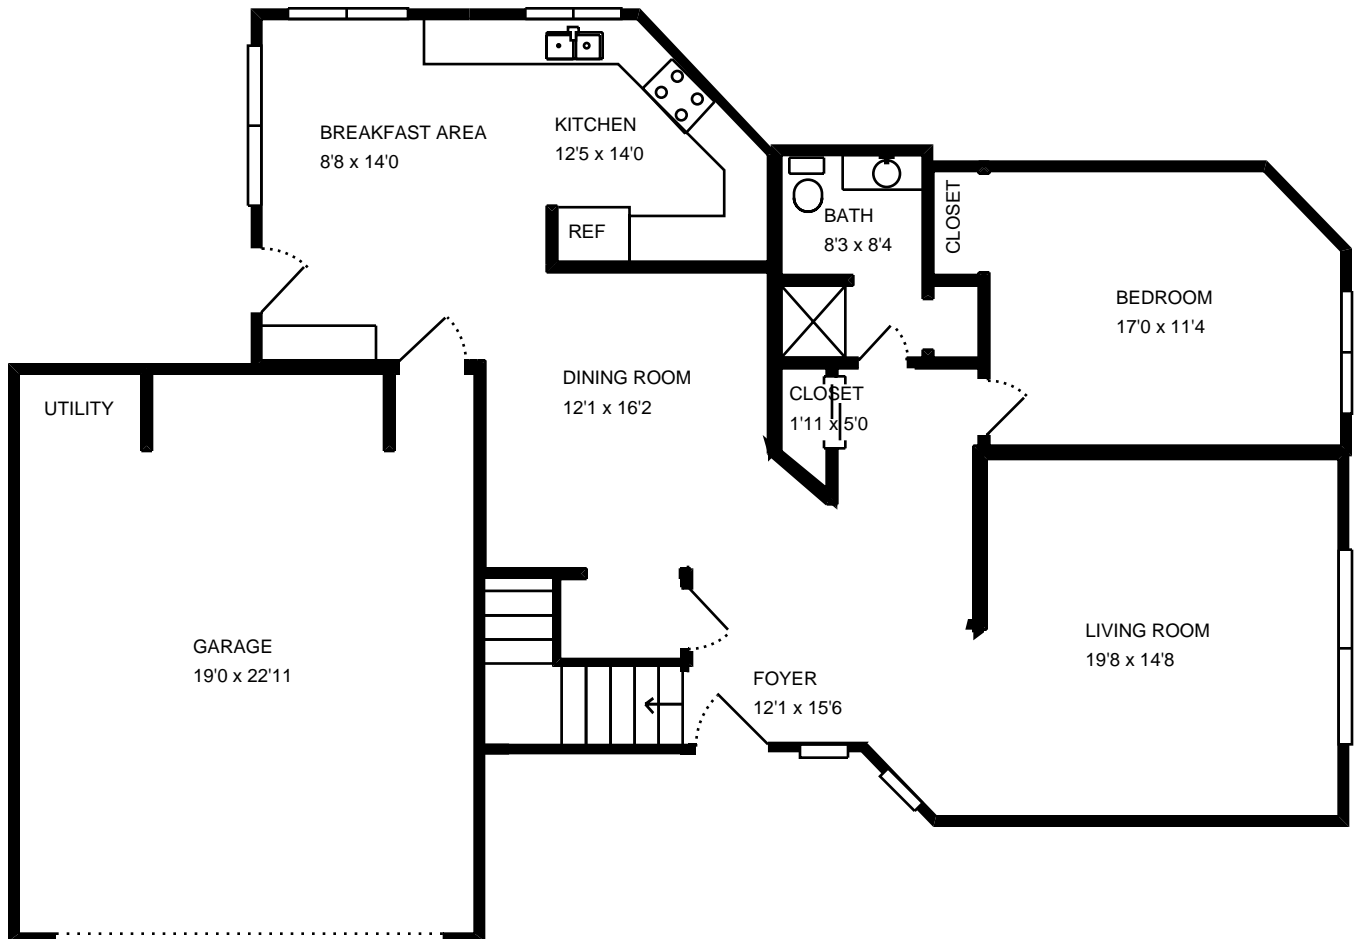 BREAKFAST AREA
8'8 x 14'0
KITCHEN
12'5 x 14'0
REF
BATH
8'3 x 8'4
CLOSET
BEDROOM
17'0 x 11'4
UTILITY
DINING ROOM
12'1 x 16'2
CLOSET
1'11 x 5'0
GARAGE
19'0 x 22'11
FOYER
12'1 x 15'6
LIVING ROOM
19'8 x 14'8